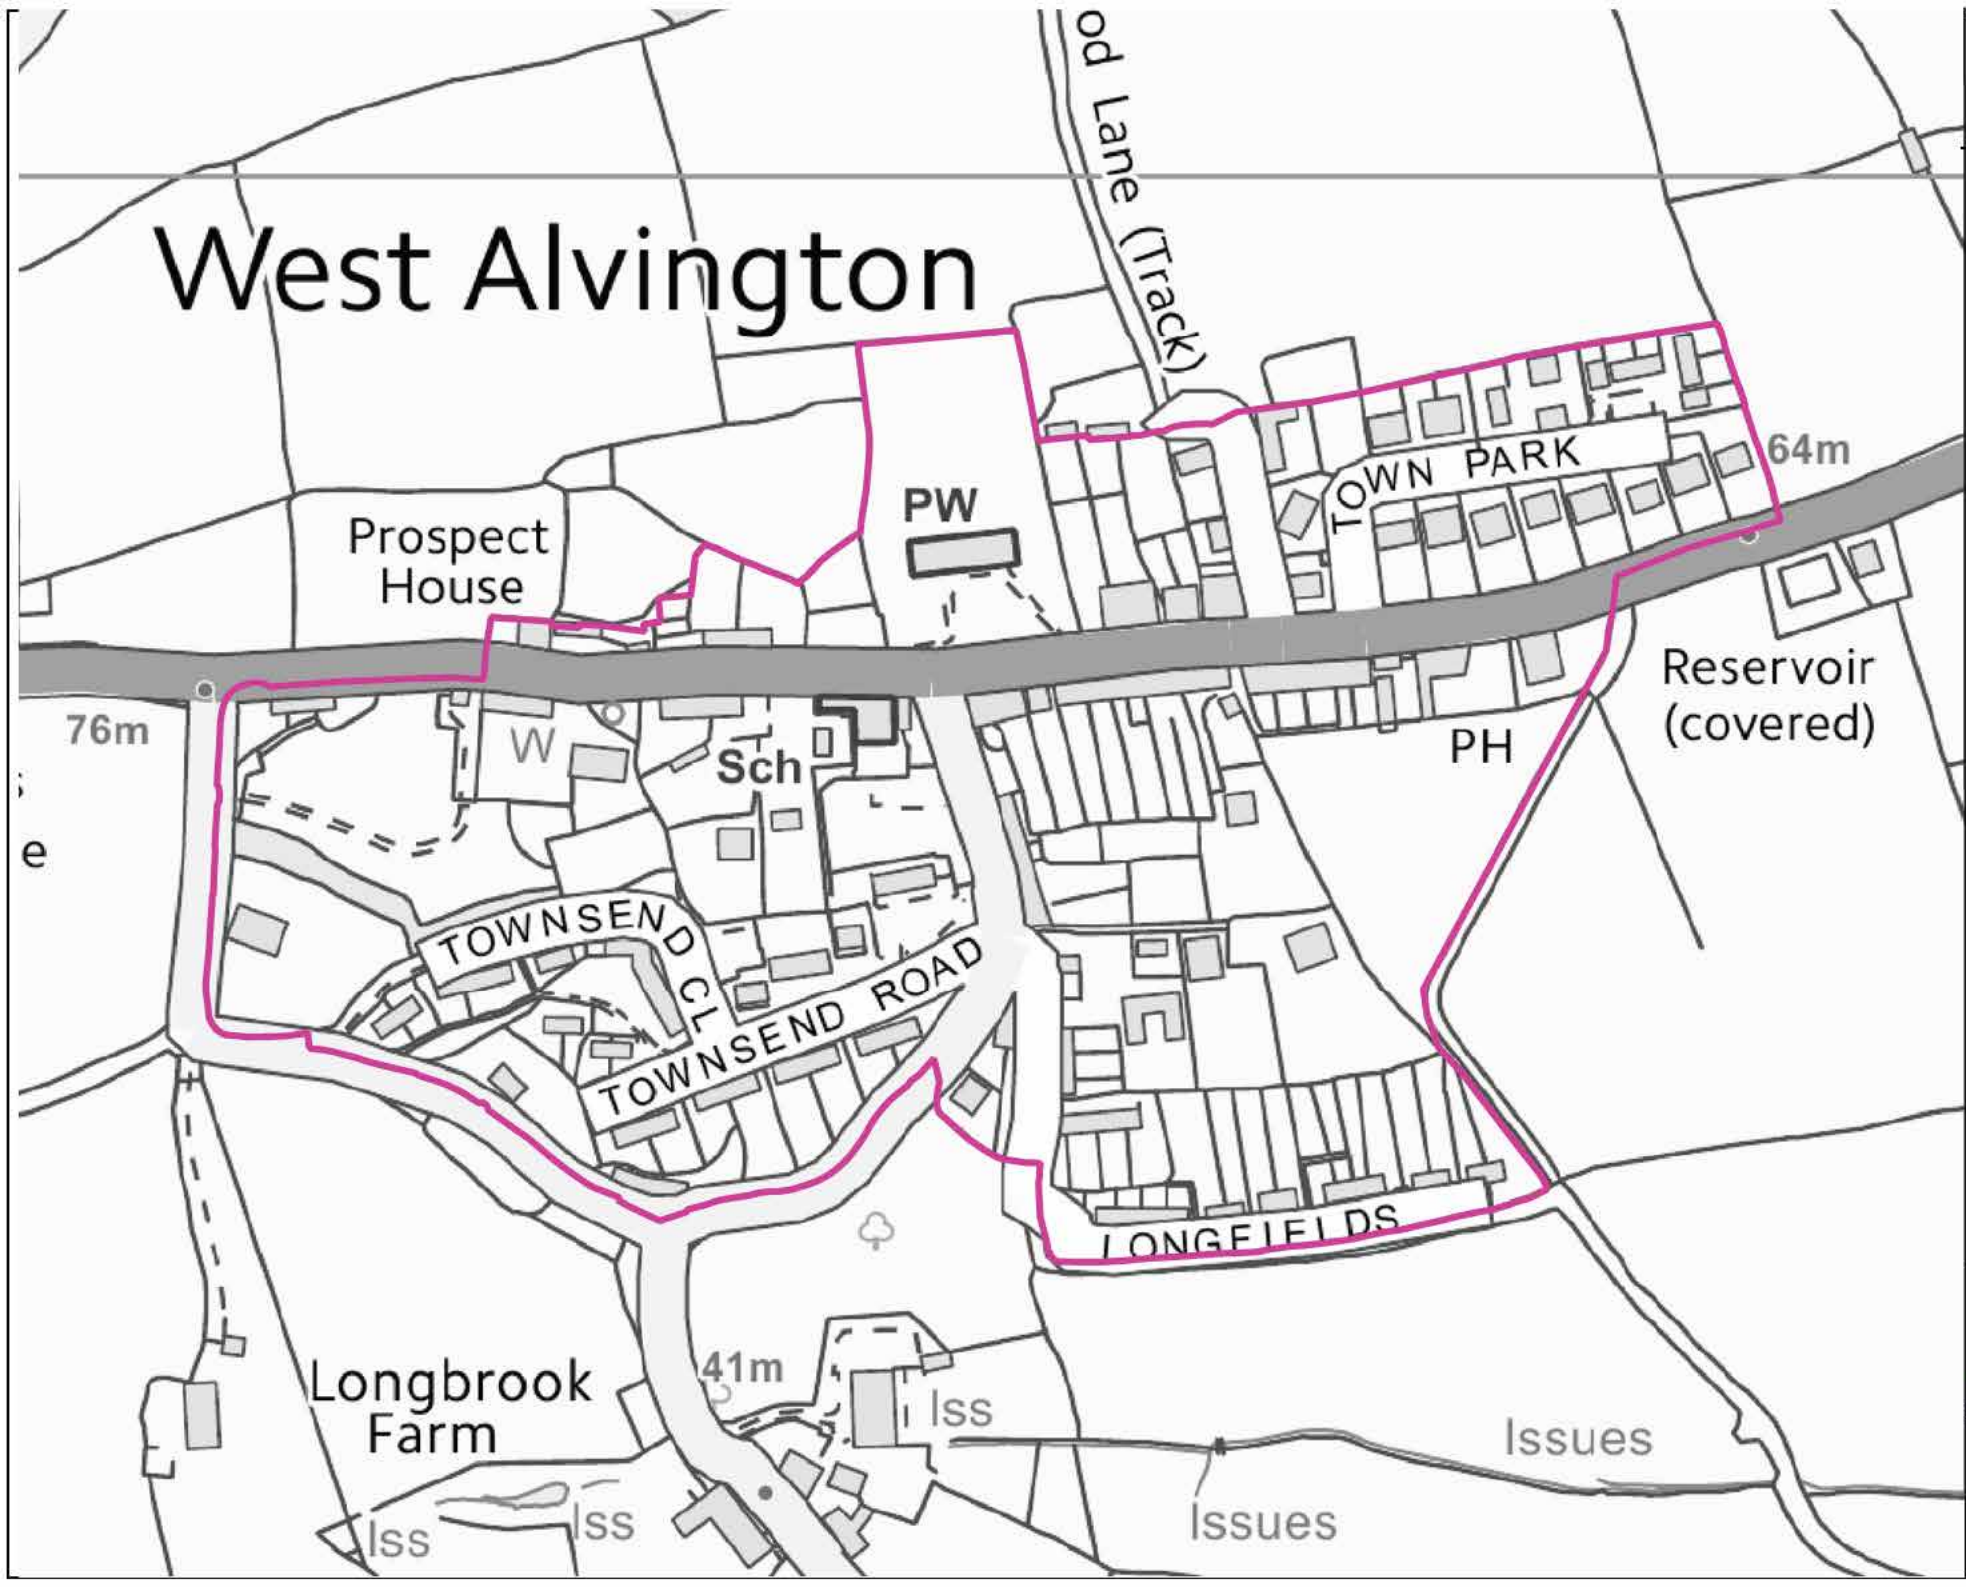 od Lane (Track)
West Alvington
TOWN PARK
64m
PW
Prospect
House
Reservoir
(covered)
76m
PH
W
Sch
e
TOWNSEND CL
TOWNSEND ROAD
LONGFIELDS
41m
Longbrook
Farm
Iss
Issues
Iss
Iss
Issues